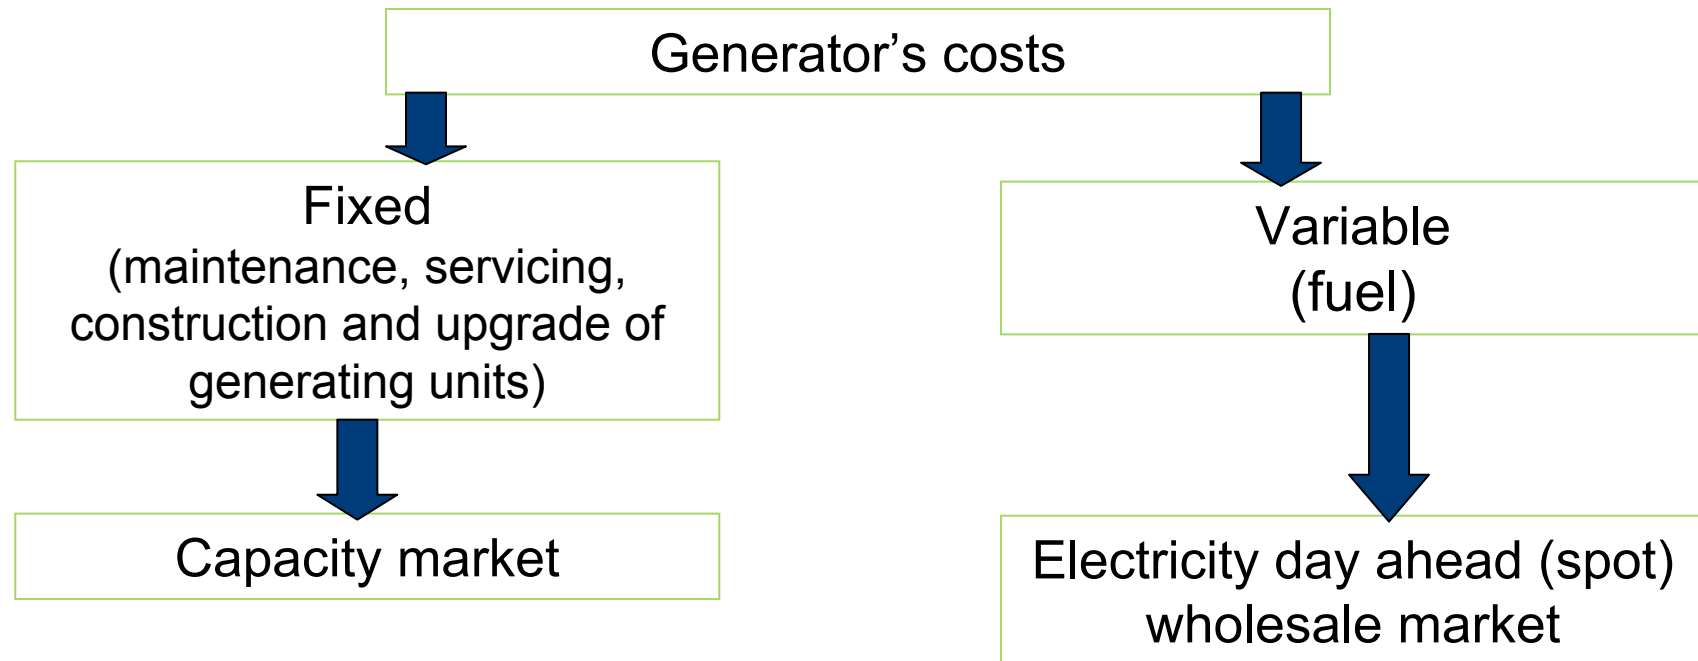 Generator’s costs
Fixed
(maintenance, servicing,
construction and upgrade of
generating units)
Variable
(fuel)
Capacity market
Electricity day ahead (spot)
wholesale market